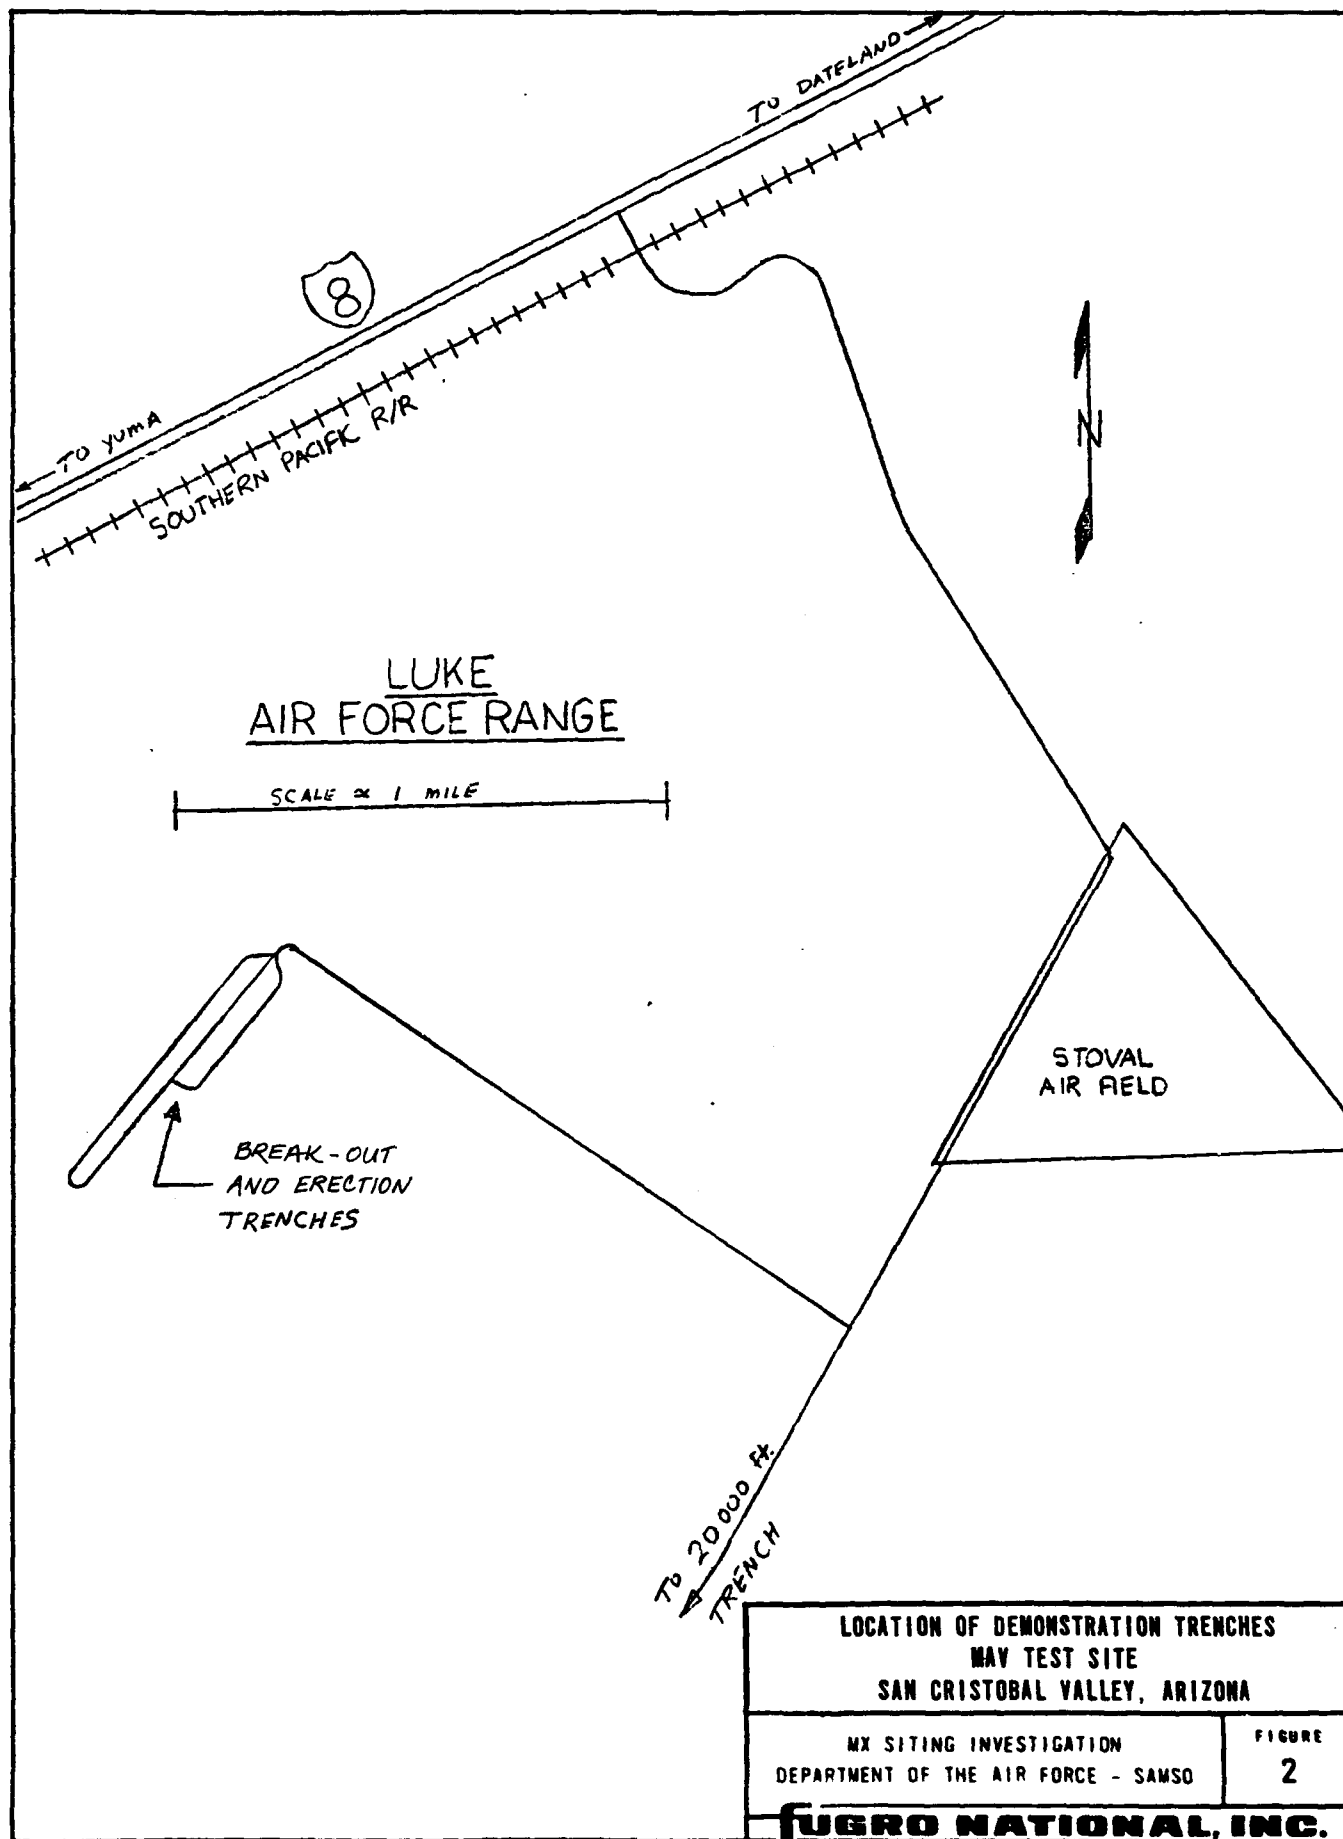 TO DATELAND
8
TO YUMA
SOUTHERN PACIFIC R/R
N
LUKE
AIR FORCE RANGE
SCALE ≈ 1 MILE
STOVAL
AIR FIELD
BREAK-OUT
AND ERECTION
TRENCHES
TO 20000 ft.
TRENCH
LOCATION OF DEMONSTRATION TRENCHES
MAV TEST SITE
SAN CRISTOBAL VALLEY, ARIZONA
MX SITING INVESTIGATION
DEPARTMENT OF THE AIR FORCE - SAMSO
FIGURE
2
fUGRO NATIONAL, INC.